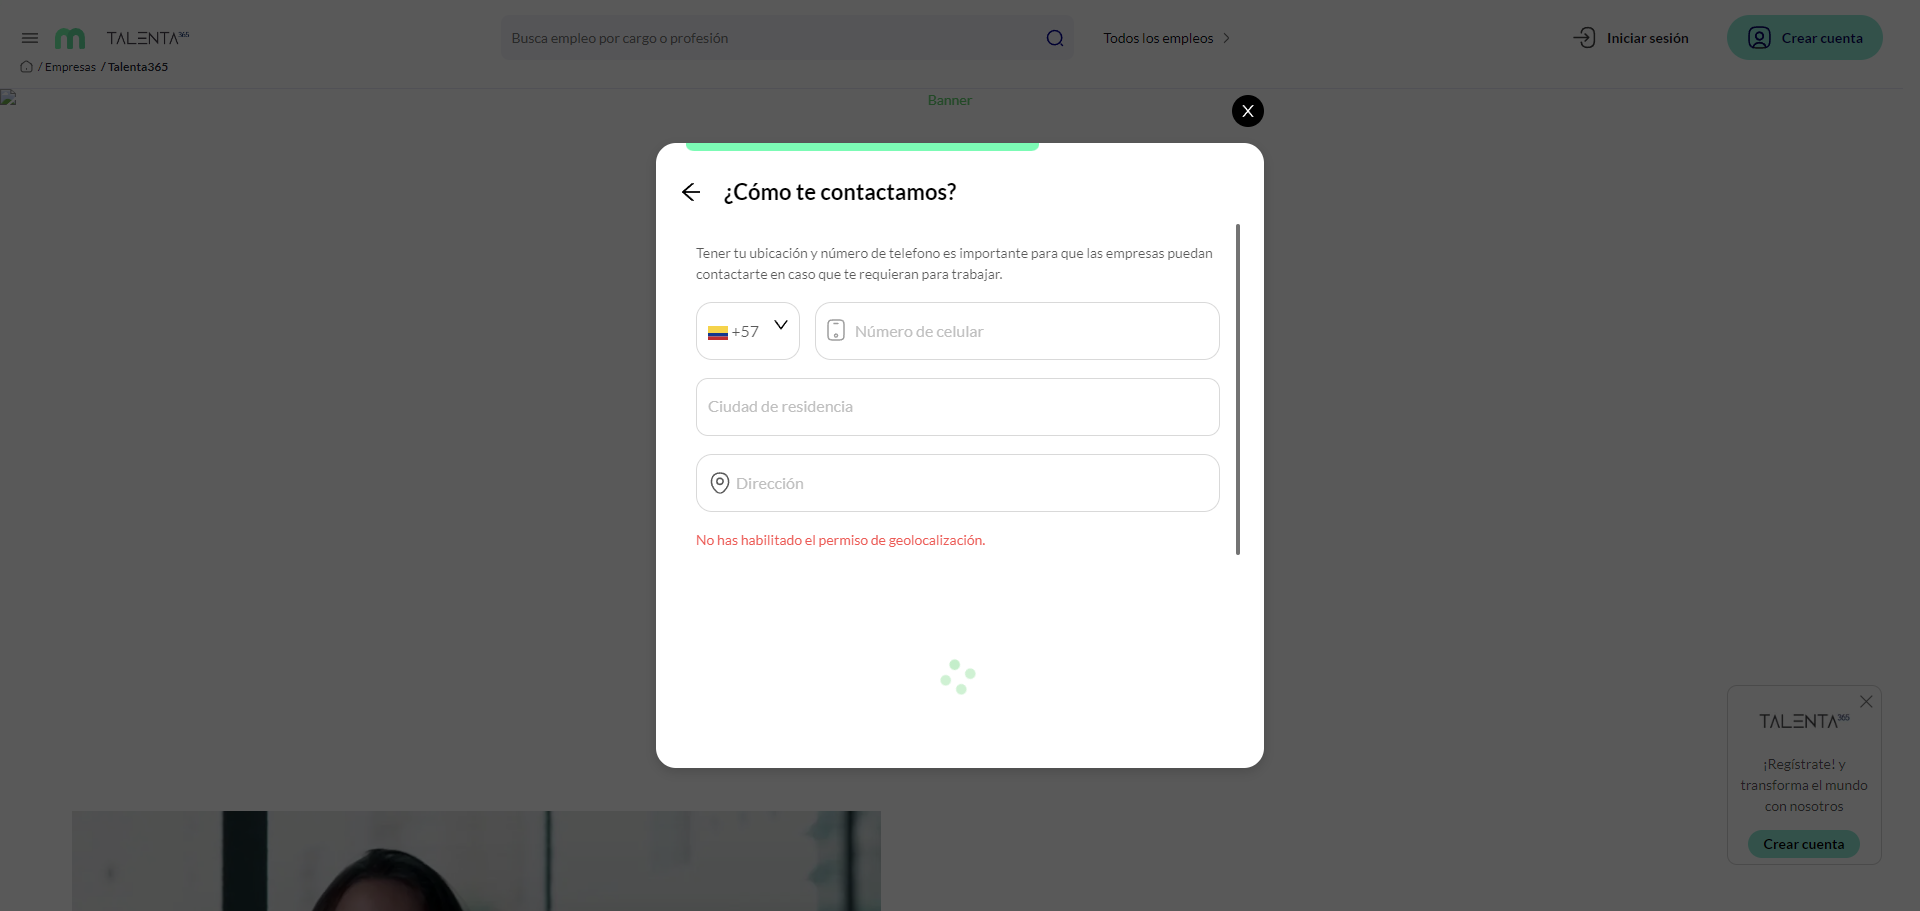 TALENTA365
Busca empleo por cargo o profesión
Todos los empleos
Iniciar sesión
Crear cuenta
/ Empresas / Talenta365
Banner
X
¿Cómo te contactamos?
Tener tu ubicación y número de telefono es importante para que las empresas puedan
contactarte en caso que te requieran para trabajar.
+57
Número de celular
Ciudad de residencia
Dirección
No has habilitado el permiso de geolocalización.
TALENTA365
¡Regístrate! y
transforma el mundo
con nosotros
Crear cuenta